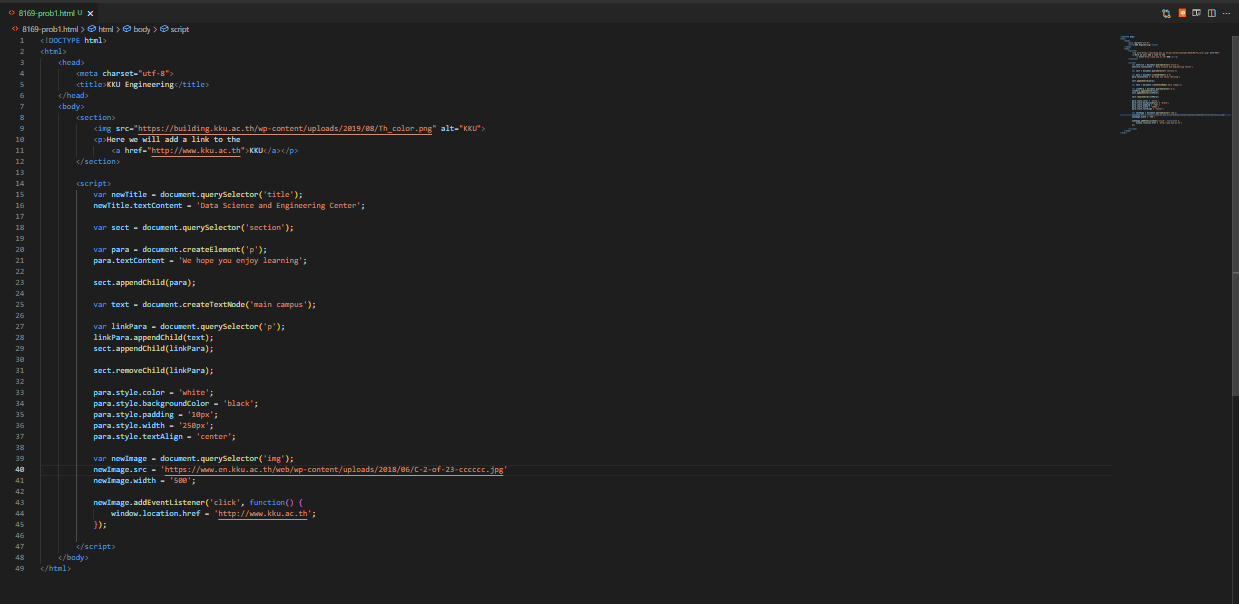 8169-prob1.html U
8169-prob1.html > html > body > script
1 <!DOCTYPE html>
2 <html>
3 <head>
4 <meta charset="utf-8">
5 <title>KKU Engineering</title>
6 </head>
7 <body>
8 <section>
9 <img src="https://building.kku.ac.th/wp-content/uploads/2019/08/Th_color.png" alt="KKU">
10 <p>Here we will add a link to the
11 <a href="http://www.kku.ac.th">KKU</a></p>
12 </section>
13
14 <script>
15 var newTitle = document.querySelector('title');
16 newTitle.textContent = 'Data Science and Engineering Center';
17
18 var sect = document.querySelector('section');
19
20 var para = document.createElement('p');
21 para.textContent = 'We hope you enjoy learning';
22
23 sect.appendChild(para);
24
25 var text = document.createTextNode('main campus');
26
27 var linkPara = document.querySelector('p');
28 linkPara.appendChild(text);
29 sect.appendChild(linkPara);
30
31 sect.removeChild(linkPara);
32
33 para.style.color = 'white';
34 para.style.backgroundColor = 'black';
35 para.style.padding = '10px';
36 para.style.width = '250px';
37 para.style.textAlign = 'center';
38
39 var newImage = document.querySelector('img');
40 newImage.src = 'https://www.en.kku.ac.th/web/wp-content/uploads/2018/06/C-2-of-23-cccccc.jpg'
41 newImage.width = '500';
42
43 newImage.addEventListener('click', function() {
44 window.location.href = 'http://www.kku.ac.th';
45 });
46
47 </script>
48 </body>
49 </html>